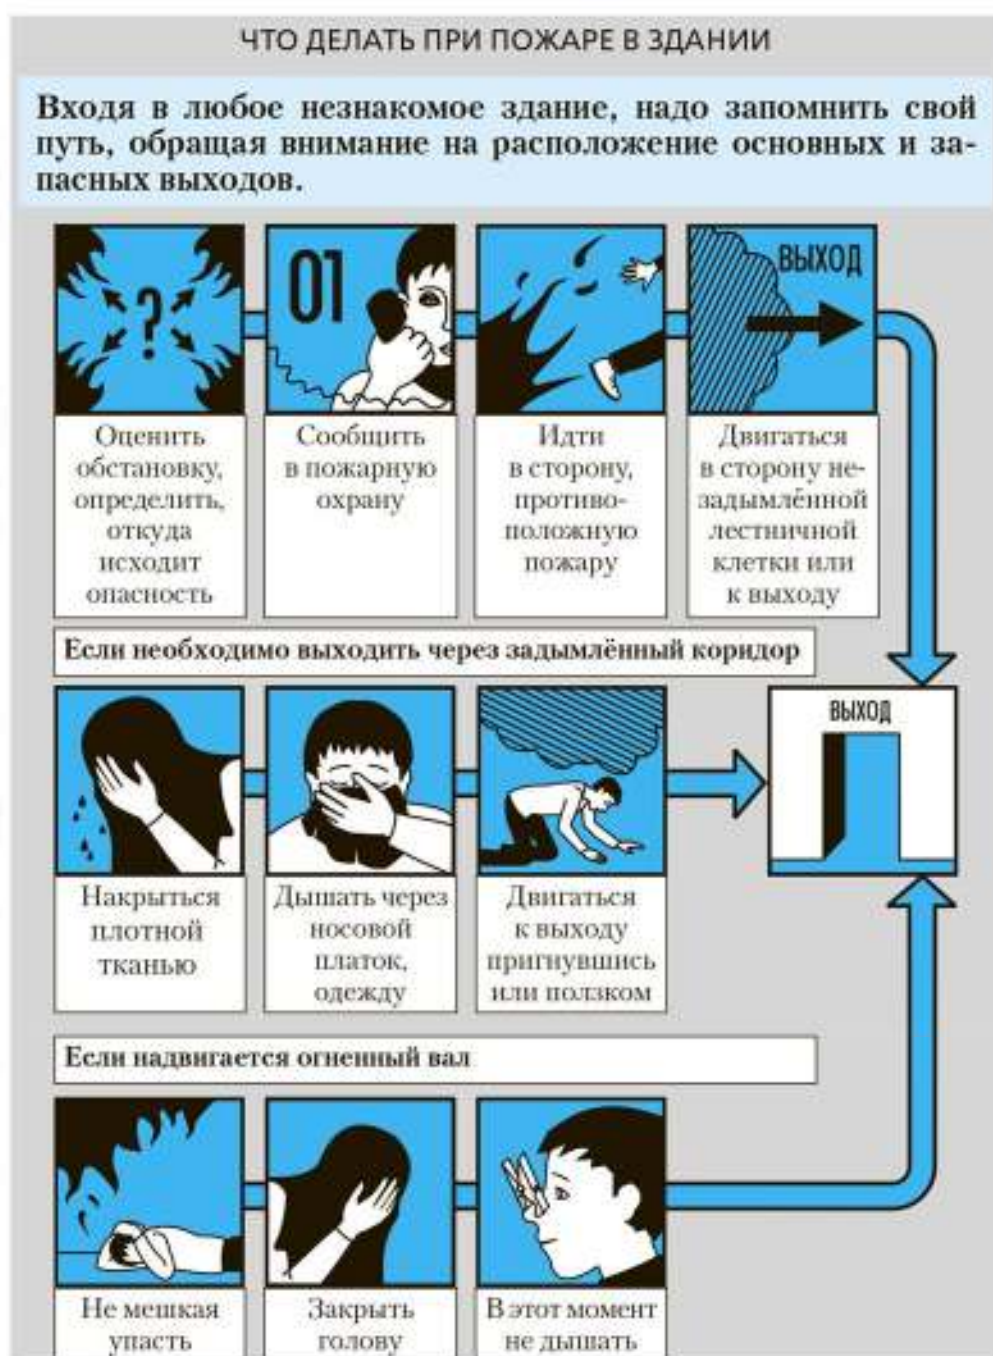 ЧТО ДЕЛАТЬ ПРИ ПОЖАРЕ В ЗДАНИИ
Входя в любое незнакомое здание, надо запомнить свой
путь, обращая внимание на расположение основных и за-
пасных выходов.
?
Оценить
обстановку,
определить,
откуда
исходит
опасность
01
Сообщить
в пожарную
охрану
Идти
в сторону,
противо-
положную
пожару
ВЫХОД
Двигаться
в сторону не-
задымлённой
лестничной
клетки или
к выходу
Если необходимо выходить через задымлённый коридор
Накрыться
плотной
тканью
Дышать через
носовой
платок,
одежду
Двигаться
к выходу
пригнувшись
или ползком
ВЫХОД
Если надвигается огненный вал
Не мешкая
упасть
Закрыть
голову
В этот момент
не дышать